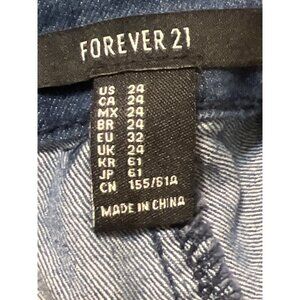 FOREVER 21
US 24
CA 24
MX 24
BR 24
EU 32
UK 24
KR 61
JP 61
CN 155/61A
MADE IN CHINA